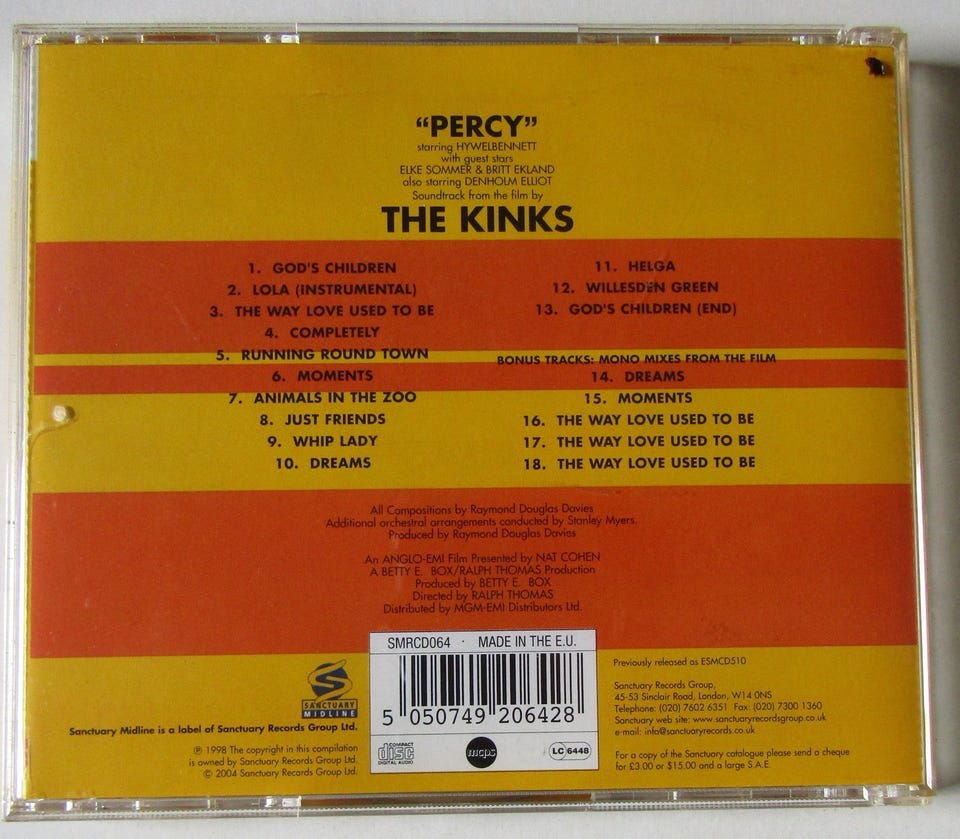 “PERCY”
starring HYWELBENNETT
with guest stars
ELKE SOMMER & BRITT EKLAND
also starring DENHOLM ELLIOT
Soundtrack from the film by
THE KINKS
1. GOD'S CHILDREN
2. LOLA (INSTRUMENTAL)
3. THE WAY LOVE USED TO BE
4. COMPLETELY
5. RUNNING ROUND TOWN
6. MOMENTS
7. ANIMALS IN THE ZOO
8. JUST FRIENDS
9. WHIP LADY
10. DREAMS
11. HELGA
12. WILLESDEN GREEN
13. GOD'S CHILDREN (END)
BONUS TRACKS: MONO MIXES FROM THE FILM
14. DREAMS
15. MOMENTS
16. THE WAY LOVE USED TO BE
17. THE WAY LOVE USED TO BE
18. THE WAY LOVE USED TO BE
All Compositions by Raymond Douglas Davies
Additional orchestral arrangements conducted by Stanley Myers.
Produced by Raymond Douglas Davies
An ANGLO-EMI Film Presented by NAT COHEN
A BETTY E. BOX/RALPH THOMAS Production
Produced by BETTY E. BOX
Directed by RALPH THOMAS
Distributed by MGM-EMI Distributors Ltd.
SANCTUARY
MIDLINE
Sanctuary Midline is a label of Sanctuary Records Group Ltd.
℗ 1998 The copyright in this compilation
is owned by Sanctuary Records Group Ltd.
© 2004 Sanctuary Records Group Ltd.
SMRCD064 · MADE IN THE E.U.
5 050749 206428
COMPACT
disc
DIGITAL AUDIO
mcps
LC 6448
Previously released as ESMCD510
Sanctuary Records Group,
45-53 Sinclair Road, London, W14 0NS
Telephone: (020) 7602 6351 Fax: (020) 7300 1360
Sanctuary web site: www.sanctuaryrecordsgroup.co.uk
e-mail: info@sanctuaryrecords.co.uk
For a copy of the Sanctuary catalogue please send a cheque
for £3.00 or $15.00 and a large S.A.E.